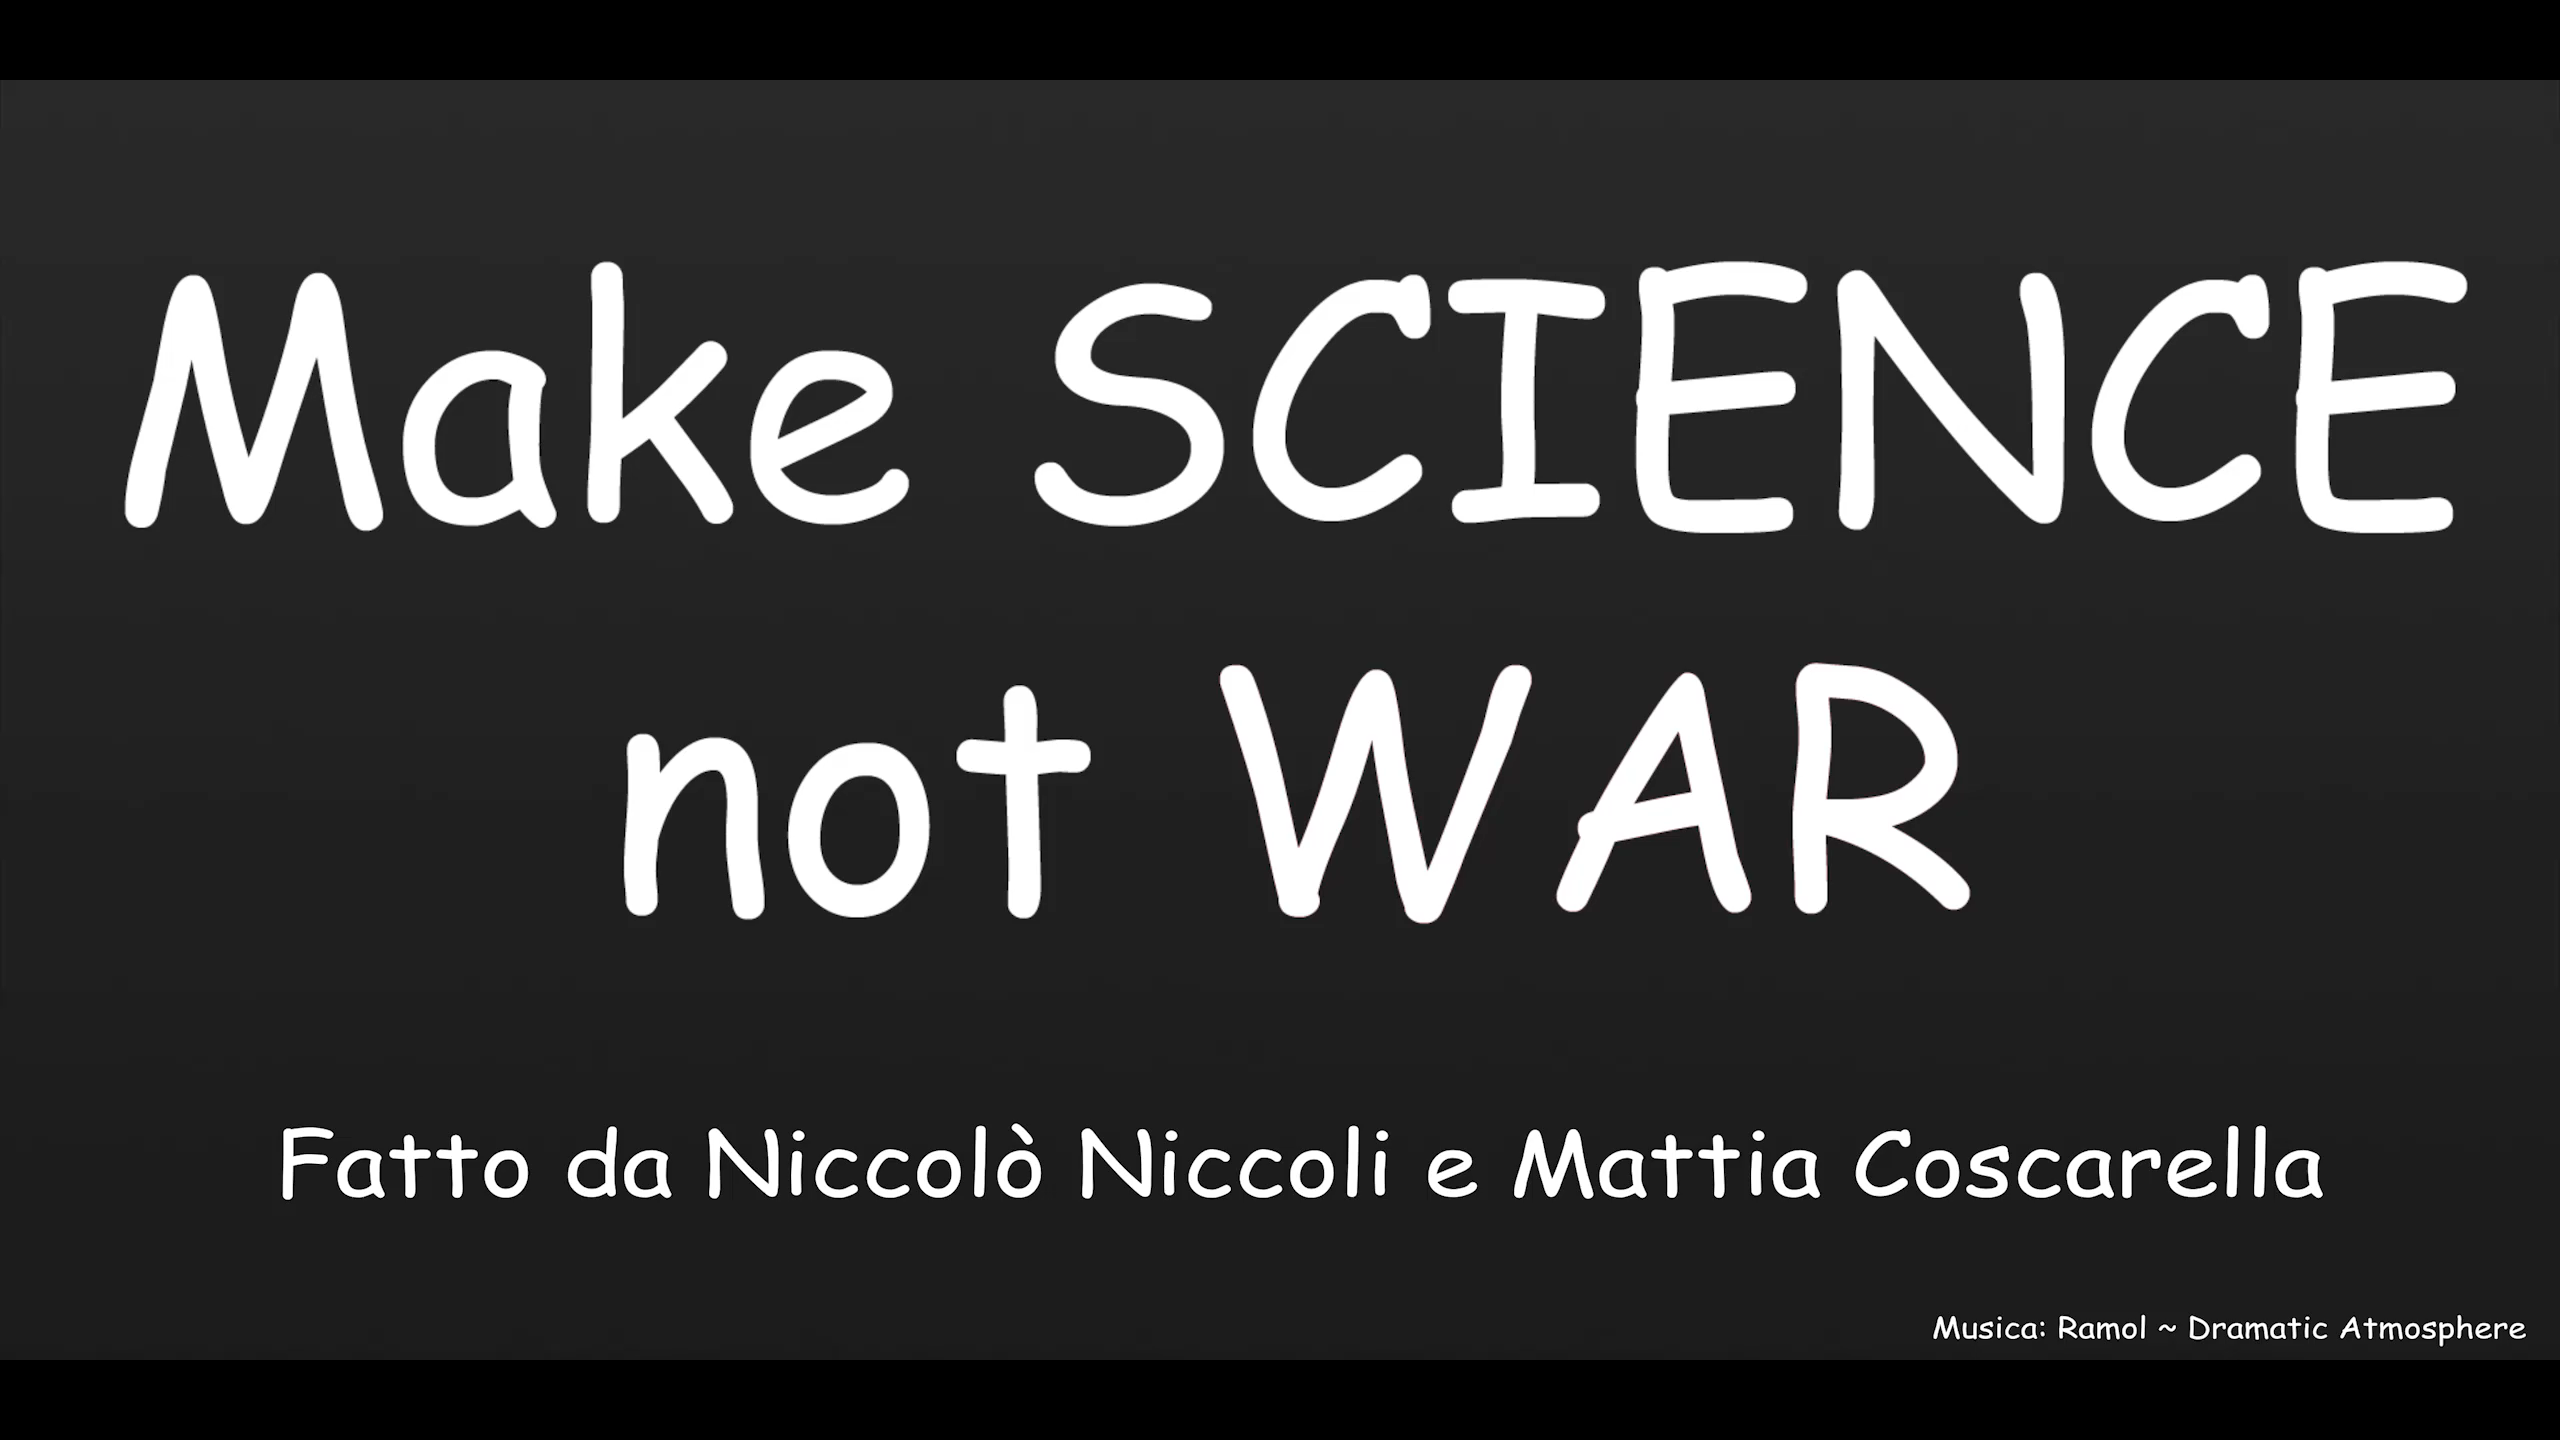 Make SCIENCE
not WAR
Fatto da Niccolò Niccoli e Mattia Coscarella
Musica: Ramol ~ Dramatic Atmosphere